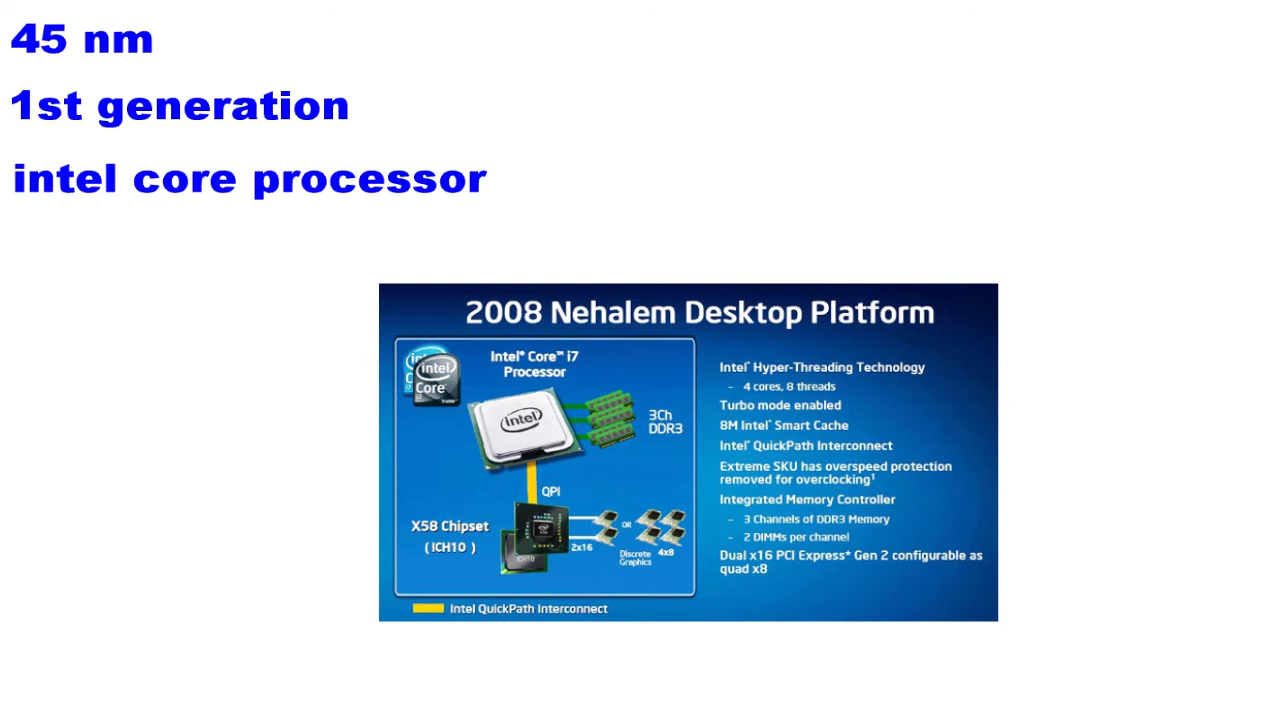 45 nm
1st generation
intel core processor
2008 Nehalem Desktop Platform
Intel® Core™ i7
Processor
intel
Core
intel
3Ch
DDR3
QPI
X58 Chipset
( ICH10 )
ICH10
2x16
OR
Discrete
Graphics
4x8
Intel QuickPath Interconnect
Intel® Hyper-Threading Technology
– 4 cores, 8 threads
Turbo mode enabled
8M Intel® Smart Cache
Intel® QuickPath Interconnect
Extreme SKU has overspeed protection
removed for overclocking1
Integrated Memory Controller
– 3 Channels of DDR3 Memory
– 2 DIMMs per channel
Dual x16 PCI Express* Gen 2 configurable as
quad x8